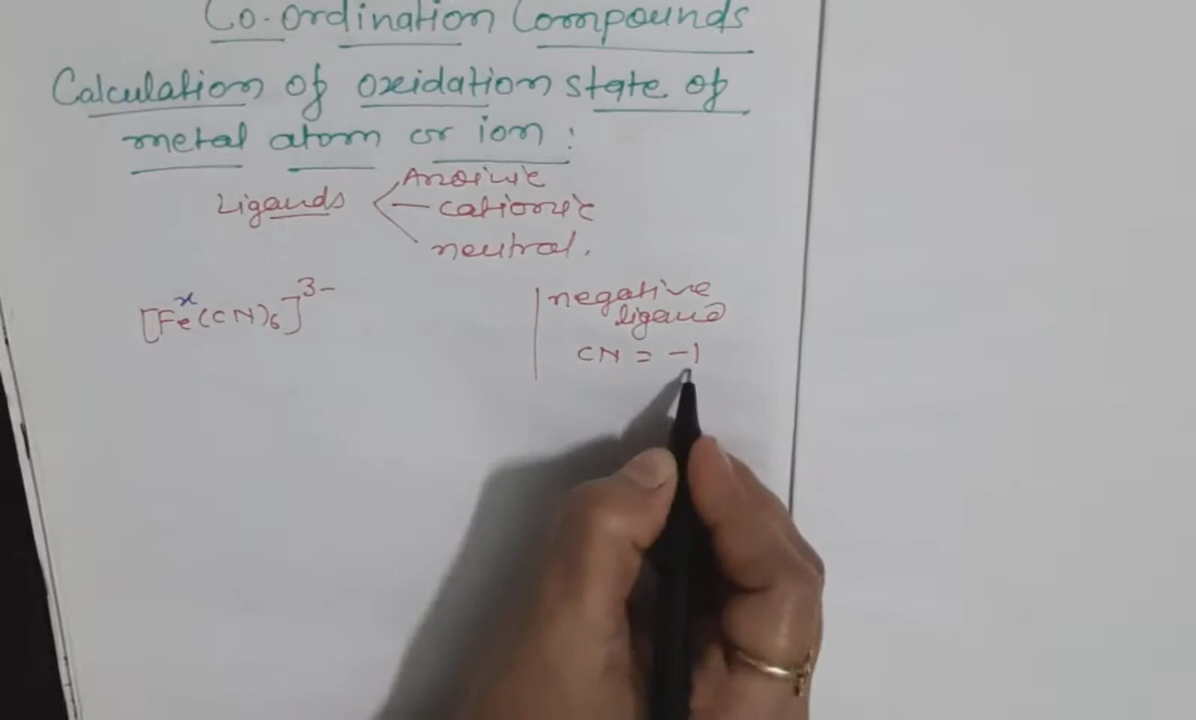 Co-ordination Compounds
Calculation of oxidation state of
metal atom or ion :
Ligands
Anoinic
cationic
neutral.
[Fe(CN)6]3-
x
negative
ligand
CN = -1